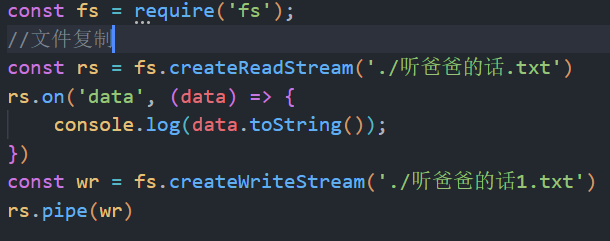 const fs = require('fs');
//文件复制
const rs = fs.createReadStream('./听爸爸的话.txt')
rs.on('data', (data) => {
    console.log(data.toString());
})
const wr = fs.createWriteStream('./听爸爸的话1.txt')
rs.pipe(wr)